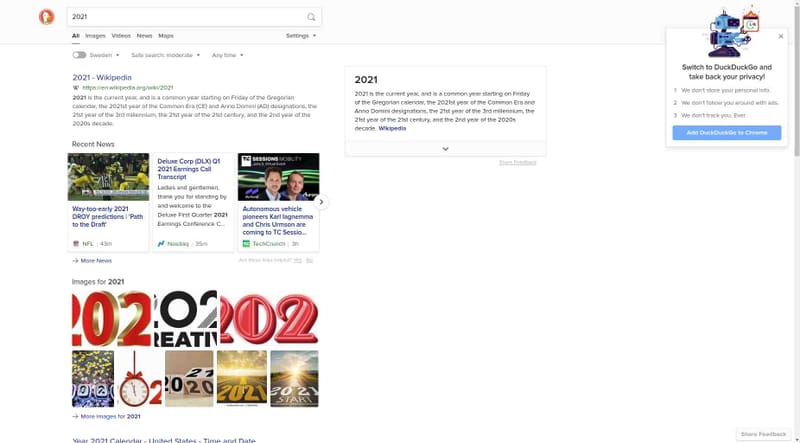 2021
All Images Videos News Maps Settings
Sweden Safe search: moderate Any time
2021 - Wikipedia
https://en.wikipedia.org/wiki/2021
2021 is the current year, and is a common year starting on Friday of the Gregorian
calendar, the 2021st year of the Common Era (CE) and Anno Domini (AD) designations, the
21st year of the 3rd millennium, the 21st year of the 21st century, and the 2nd year of the
2020s decade.
Recent News
Way-too-early 2021
DROY predictions | 'Path
to the Draft'
NFL | 43m
Deluxe Corp (DLX) Q1
2021 Earnings Call
Transcript
Ladies and gentlemen,
thank you for standing by
and welcome to the
Deluxe First Quarter 2021
Earnings Conference C...
Nasdaq | 35m
TC SESSIONS MOBILITY
Autonomous vehicle
pioneers Karl Iagnemma
and Chris Urmson are
coming to TC Sessio...
TechCrunch | 3h
More News
Are these links helpful? Yes No
Images for 2021
202
202
REATIV
202
2021
2
2020
2021
2021
START
More Images for 2021
Year 2021 Calendar - United States - Time and Date
2021
2021 is the current year, and is a common year starting on Friday of
the Gregorian calendar, the 2021st year of the Common Era and
Anno Domini designations, the 21st year of the 3rd millennium, the
21st year of the 21st century, and the 2nd year of the 2020s
decade. Wikipedia
Share Feedback
Switch to DuckDuckGo and
take back your privacy!
1 We don't store your personal info.
2 We don't follow you around with ads.
3 We don't track you. Ever.
Add DuckDuckGo to Chrome
Share Feedback